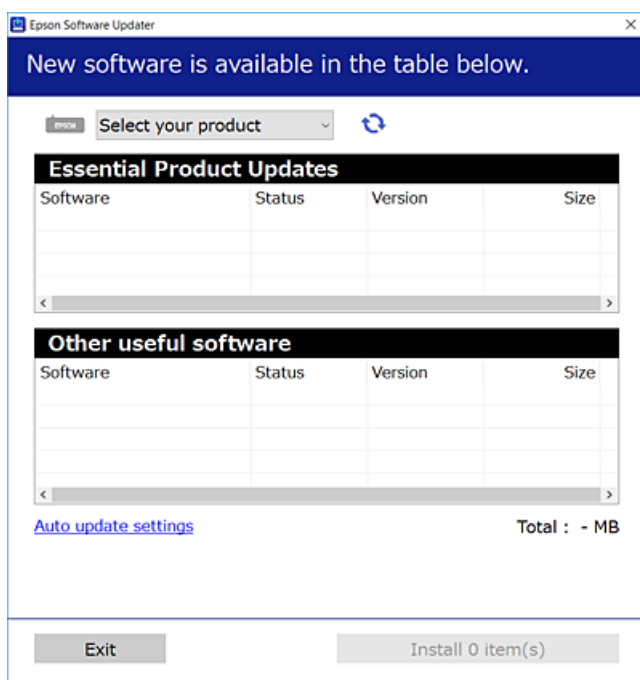 Epson Software Updater
New software is available in the table below.
EPSON Select your product
Essential Product Updates
Software Status Version Size
Other useful software
Software Status Version Size
Auto update settings Total : - MB
Exit Install 0 item(s)